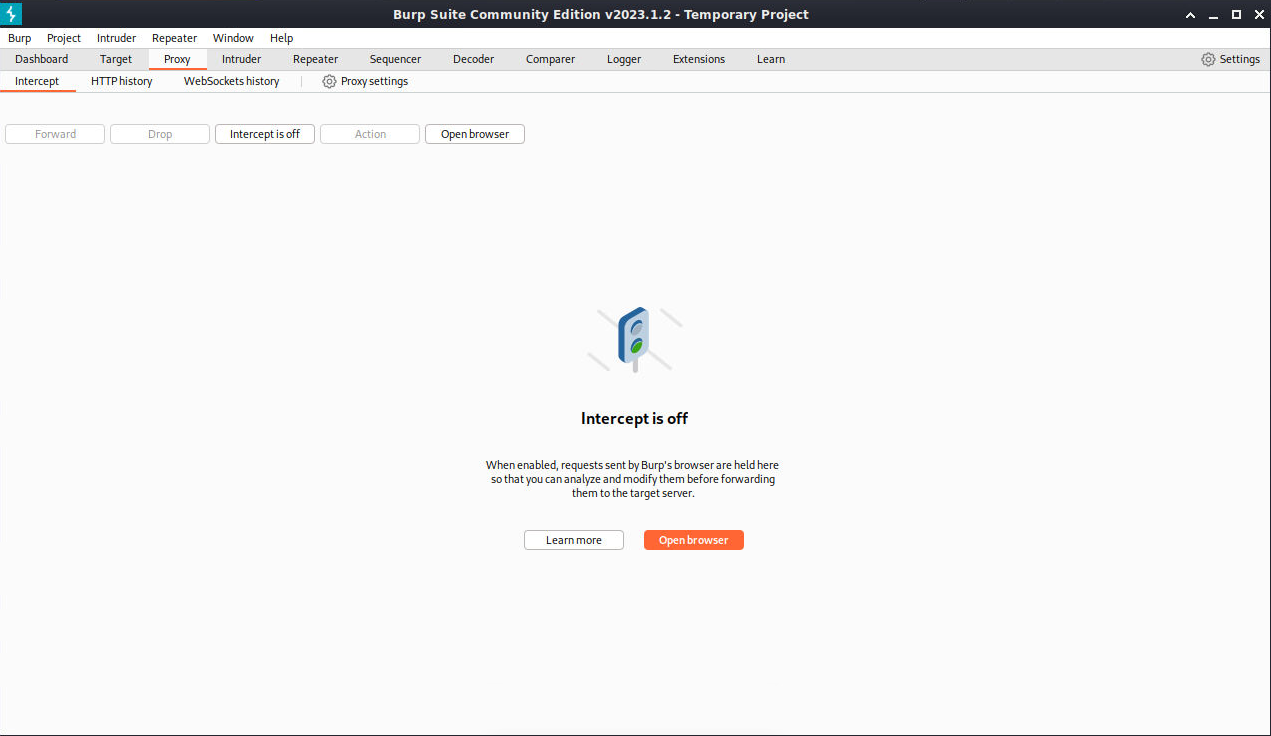 Burp Suite Community Edition v2023.1.2 - Temporary Project
Burp Project Intruder Repeater Window Help
Dashboard Target Proxy Intruder Repeater Sequencer Decoder Comparer Logger Extensions Learn Settings
Intercept HTTP history WebSockets history Proxy settings
Forward Drop Intercept is off Action Open browser
Intercept is off
When enabled, requests sent by Burp's browser are held here
so that you can analyze and modify them before forwarding
them to the target server.
Learn more Open browser